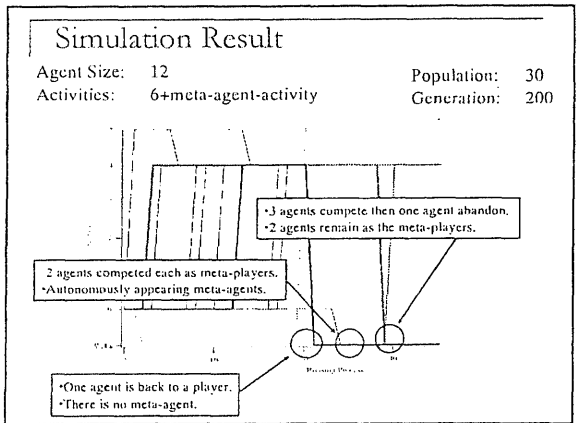 Simulation Result
Agent Size: 12
Population: 30
Activities: 6+meta-agent-activity
Generation: 200
•3 agents compete then one agent abandon.
•2 agents remain as the meta-players.
2 agents competed each as meta-players.
•Autonomously appearing meta-agents.
•One agent is back to a player.
•There is no meta-agent.